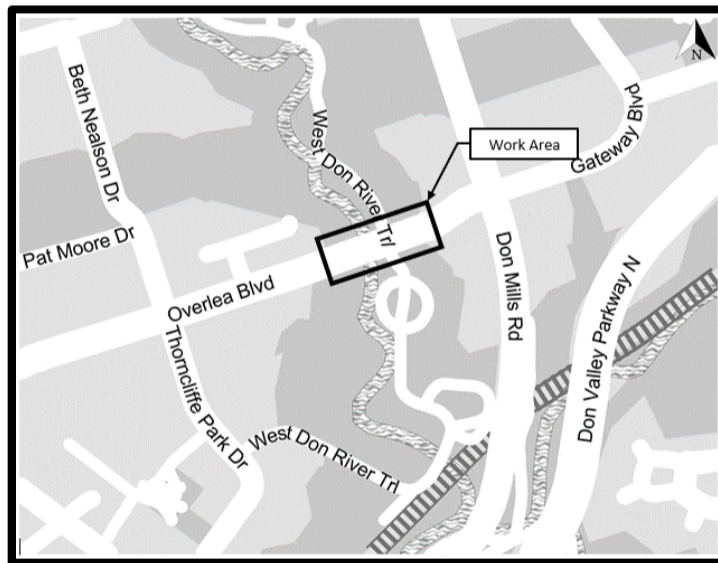 N
Beth Nealson Dr
West Don River Trl
Work Area
Gateway Blvd
Pat Moore Dr
Overlea Blvd
Don Mills Rd
Don Valley Parkway N
Thorncliffe Park Dr
West Don River Trl